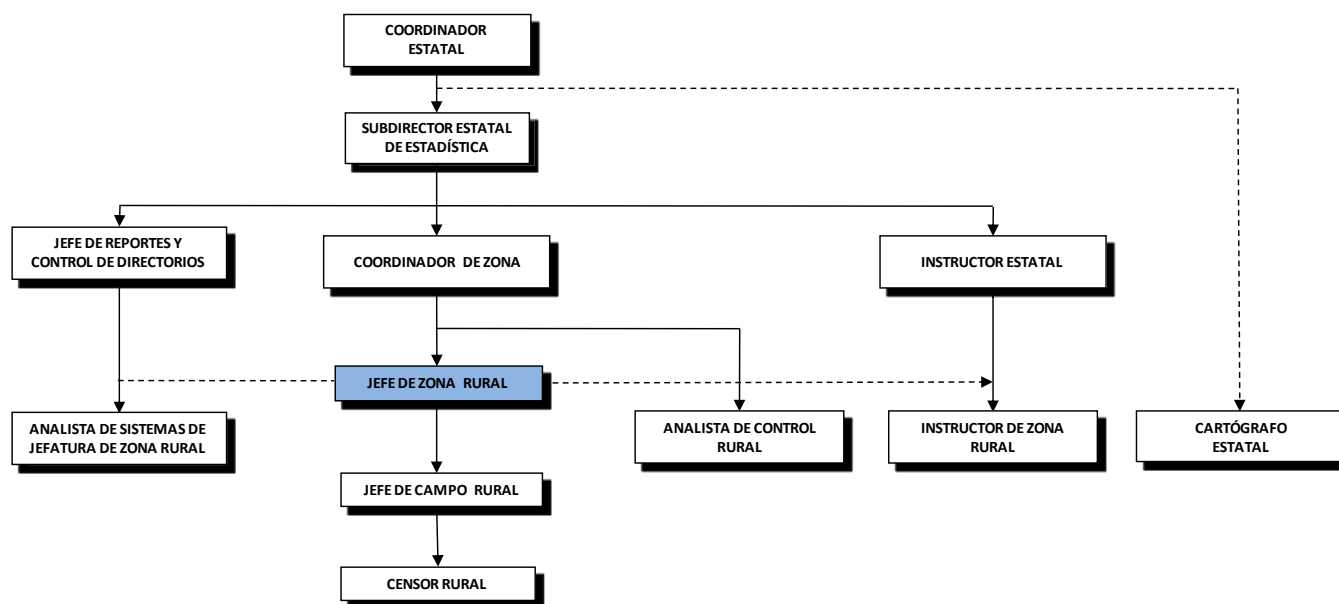 COORDINADOR
ESTATAL
SUBDIRECTOR ESTATAL
DE ESTADÍSTICA
JEFE DE REPORTES Y
CONTROL DE DIRECTORIOS
COORDINADOR DE ZONA
INSTRUCTOR ESTATAL
JEFE DE ZONA RURAL
ANALISTA DE SISTEMAS DE
JEFATURA DE ZONA RURAL
ANALISTA DE CONTROL
RURAL
INSTRUCTOR DE ZONA
RURAL
CARTÓGRAFO
ESTATAL
JEFE DE CAMPO RURAL
CENSOR RURAL